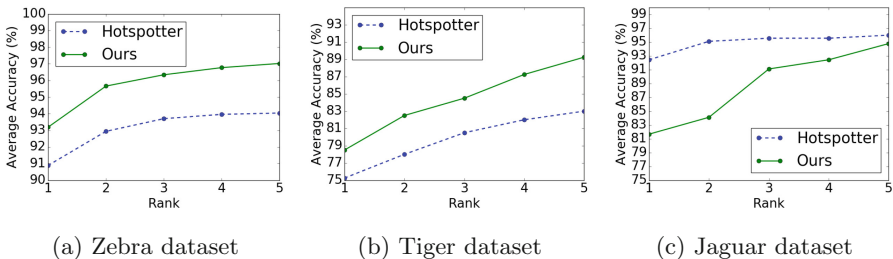 Average Accuracy (%)
100
99
98
97
96
95
94
93
92
91
90
1 2 3 4 5
Rank
Hotspotter
Ours
(a) Zebra dataset
Average Accuracy (%)
93
91
89
87
85
83
81
79
77
75
1 2 3 4 5
Rank
Hotspotter
Ours
(b) Tiger dataset
Average Accuracy (%)
99
97
95
93
91
89
87
85
83
81
79
77
75
1 2 3 4 5
Rank
Hotspotter
Ours
(c) Jaguar dataset